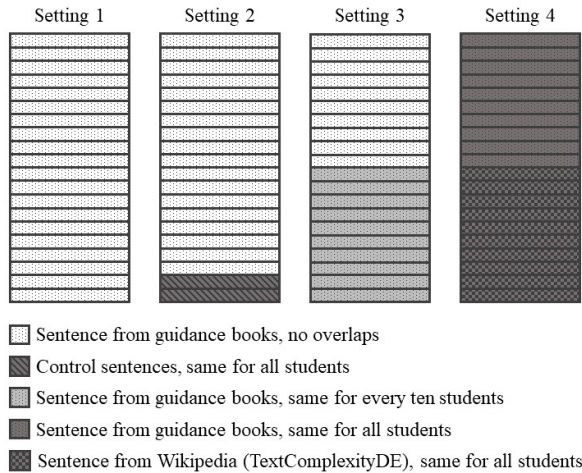 Setting 1 Setting 2 Setting 3 Setting 4
Sentence from guidance books, no overlaps
Control sentences, same for all students
Sentence from guidance books, same for every ten students
Sentence from guidance books, same for all students
Sentence from Wikipedia (TextComplexityDE), same for all students